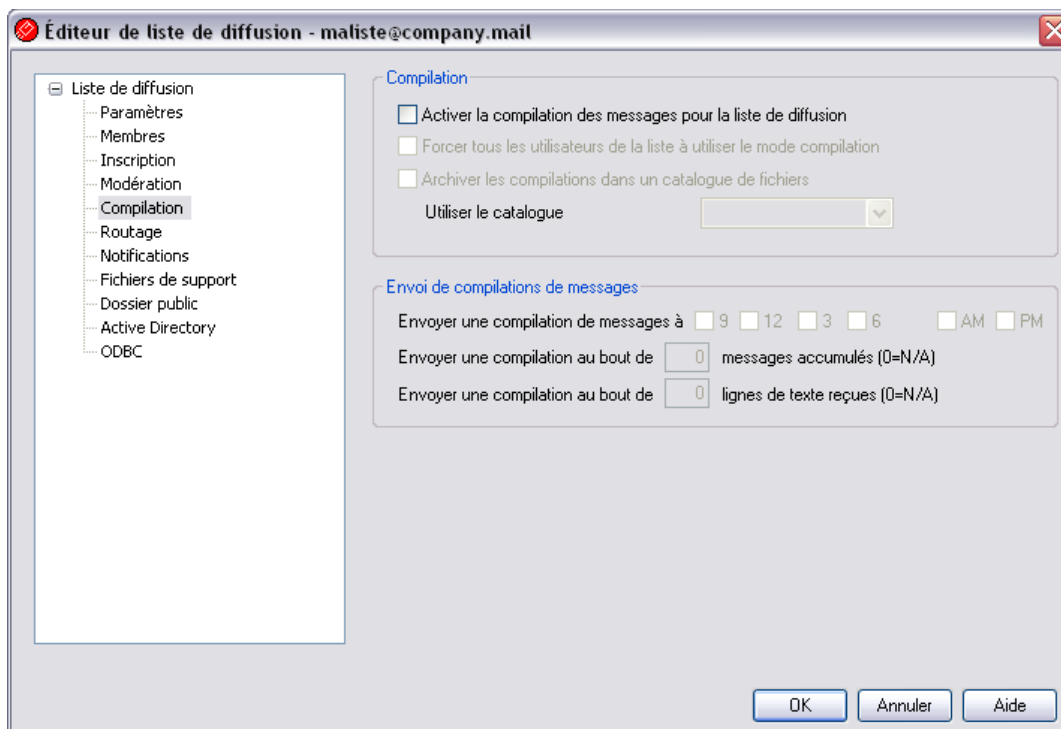 Éditeur de liste de diffusion - maliste@company.mail
Liste de diffusion
Paramètres
Membres
Inscription
Modération
Compilation
Routage
Notifications
Fichiers de support
Dossier public
Active Directory
ODBC
Compilation
Activer la compilation des messages pour la liste de diffusion
Forcer tous les utilisateurs de la liste à utiliser le mode compilation
Archiver les compilations dans un catalogue de fichiers
Utiliser le catalogue
Envoi de compilations de messages
Envoyer une compilation de messages à 9 12 3 6 AM PM
Envoyer une compilation au bout de 0 messages accumulés (0=N/A)
Envoyer une compilation au bout de 0 lignes de texte reçues (0=N/A)
OK Annuler Aide